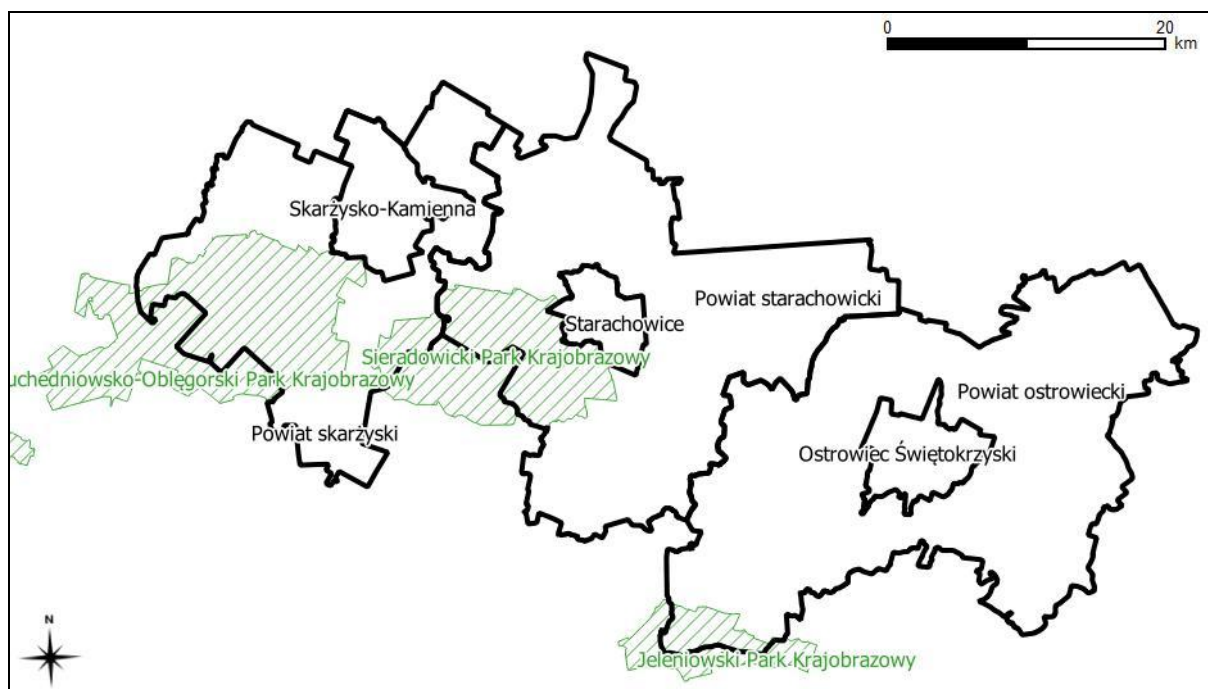 0 20
km
Skarżysko-Kamienna
Powiat starachowicki
Starachowice
Sieradowicki Park Krajobrazowy
uchedniowsko-Oblęgorski Park Krajobrazowy
Powiat ostrowiecki
Powiat skarżyski
Ostrowiec Świętokrzyski
N
Jeleniowski Park Krajobrazowy